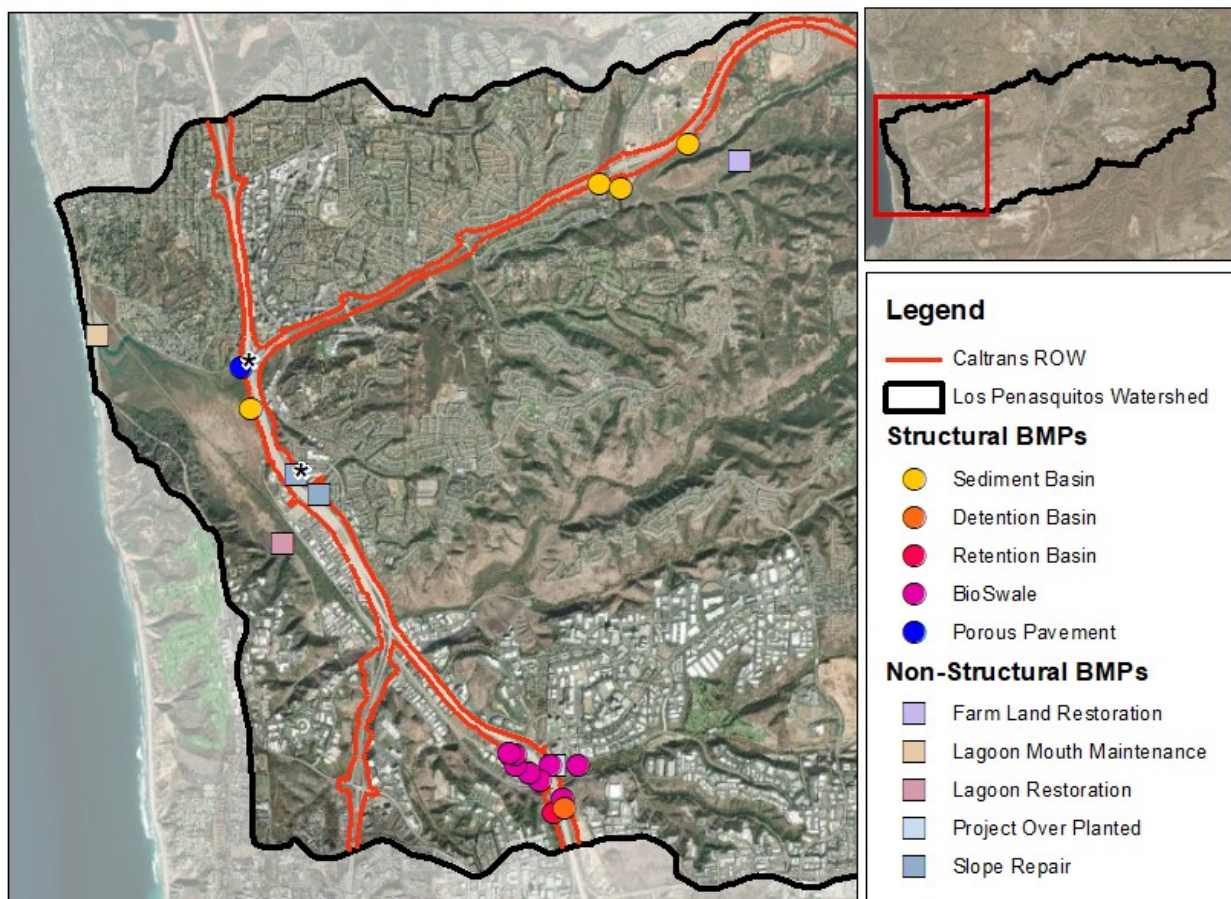 Legend
Caltrans ROW
Los Penasquitos Watershed
Structural BMPs
Sediment Basin
Detention Basin
Retention Basin
BioSwale
Porous Pavement
Non-Structural BMPs
Farm Land Restoration
Lagoon Mouth Maintenance
Lagoon Restoration
Project Over Planted
Slope Repair